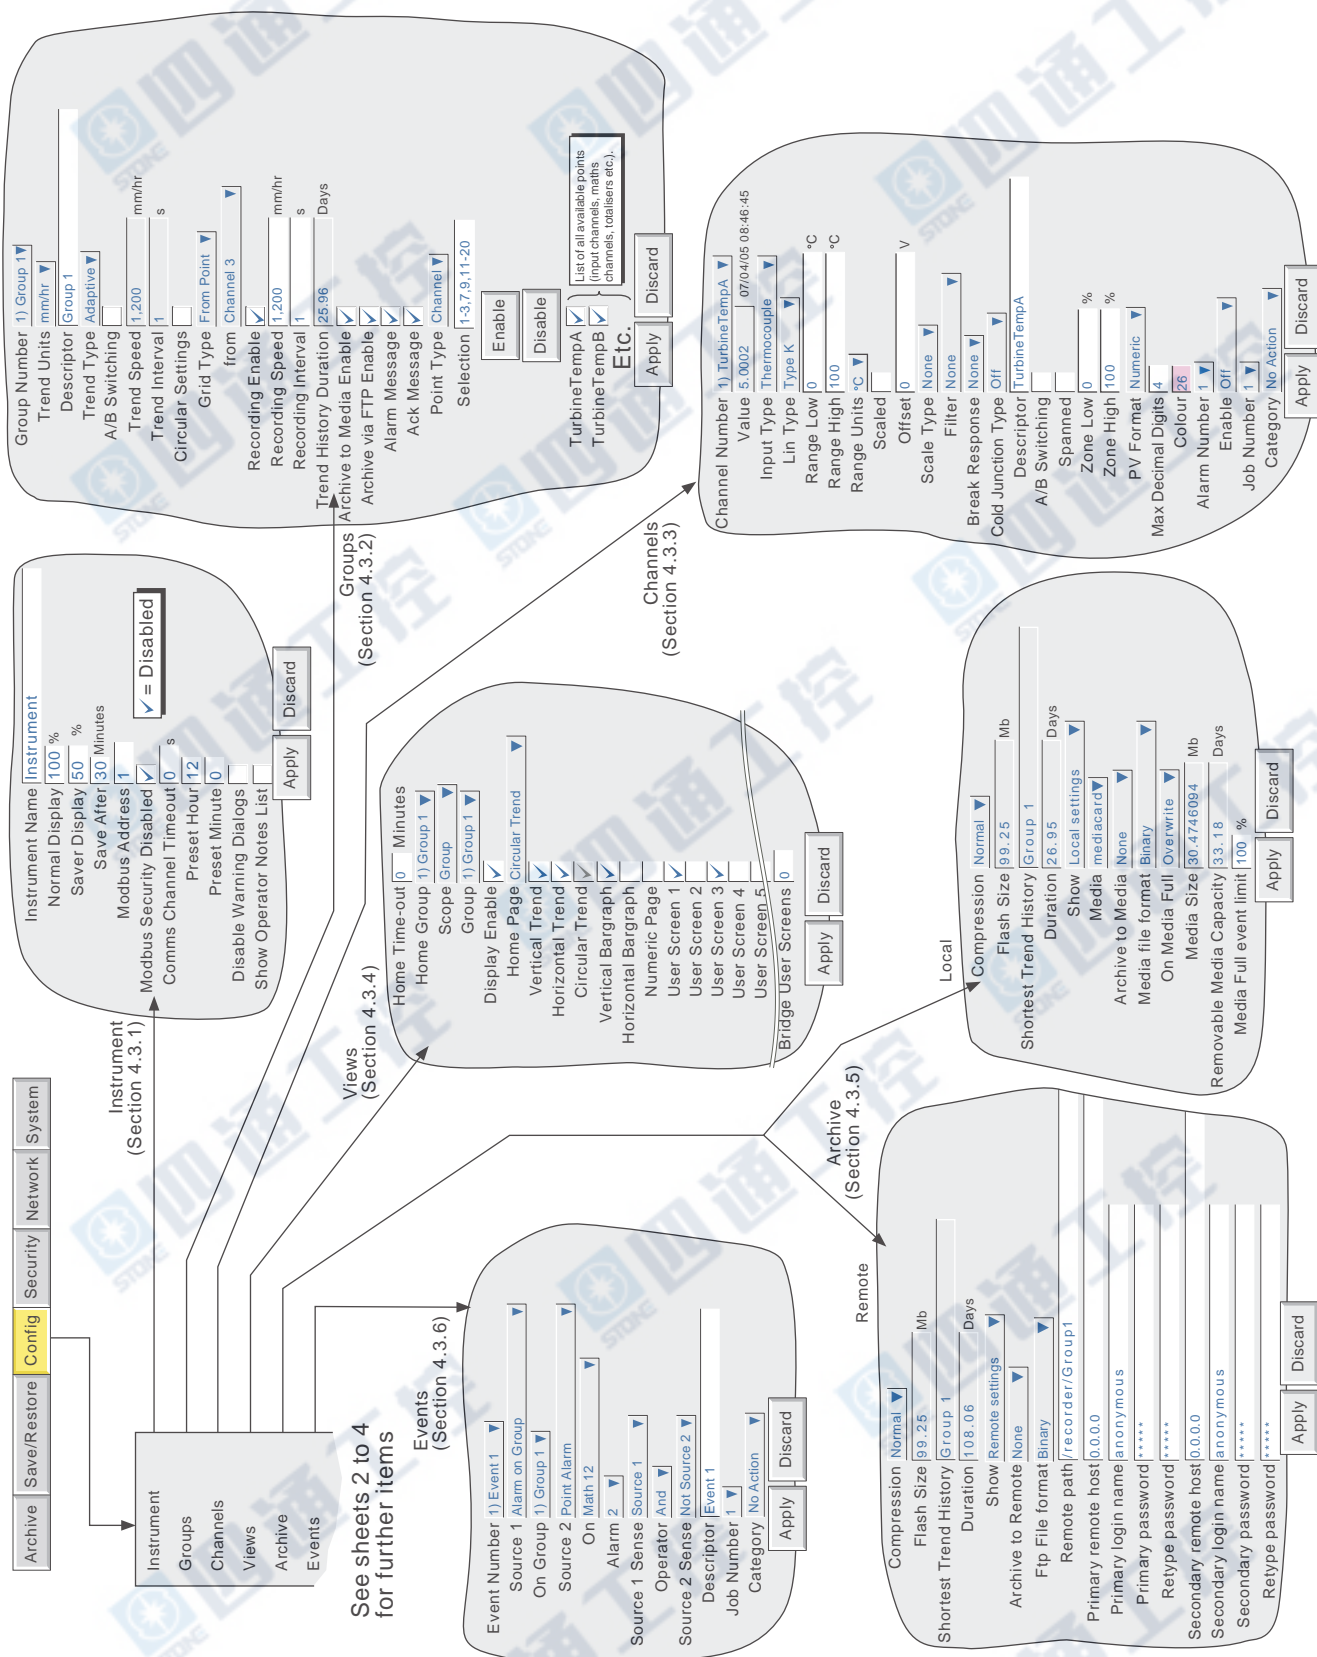 Archive
Save/Restore
Config
Security
Network
System
Instrument
Groups
Channels
Views
Archive
Events
See sheets 2 to 4
for further items
Instrument
(Section 4.3.1)
Instrument Name Instrument
Normal Display 100 %
Saver Display 50 %
Save After 30 Minutes
Modbus Address 1
Modbus Security Disabled
Comms Channel Timeout 0 s
Preset Hour 12
Preset Minute 0
Disable Warning Dialogs
Show Operator Notes List
= Disabled
Apply
Discard
Groups
(Section 4.3.2)
Group Number 1) Group 1
Trend Units mm/hr
Descriptor Group 1
Trend Type Adaptive
A/B Switching
Trend Speed 1,200 mm/hr
Trend Interval 1 s
Circular Settings
Grid Type From Point
from Channel 3
Recording Enable
Recording Speed 1,200 mm/hr
Recording Interval 1 s
Trend History Duration 25.96 Days
Archive to Media Enable
Archive via FTP Enable
Alarm Message
Ack Message
Point Type Channel
Selection 1-3,7,9,11-20
Enable
Disable
TurbineTempA
TurbineTempB
Etc.
List of all available points
(input channels, maths
channels, totalisers etc.).
Apply
Discard
Channels
(Section 4.3.3)
Channel Number 1) TurbineTempA
Value 5.0002 07/04/05 08:46:45
Input Type Thermocouple
Lin Type Type K
Range Low 0 °C
Range High 100 °C
Range Units °C
Scaled
Offset 0 V
Scale Type None
Filter None
Break Response None
Cold Junction Type Off
Descriptor TurbineTempA
A/B Switching
Spanned
Zone Low 0 %
Zone High 100 %
PV Format Numeric
Max Decimal Digits 4
Colour 26
Alarm Number 1
Enable Off
Job Number 1
Category No Action
Apply
Discard
Views
(Section 4.3.4)
Home Time-out 0 Minutes
Home Group 1) Group 1
Scope Group
Group 1) Group 1
Display Enable
Home Page Circular Trend
Vertical Trend
Horizontal Trend
Circular Trend
Vertical Bargraph
Horizontal Bargraph
Numeric Page
User Screen 1
User Screen 2
User Screen 3
User Screen 4
User Screen 5
Bridge User Screens 0
Apply
Discard
Archive
(Section 4.3.5)
Local
Compression Normal
Flash Size 99.25 Mb
Shortest Trend History Group 1
Duration 26.95 Days
Show Local settings
Media mediacard
Archive to Media None
Media file format Binary
On Media Full Overwrite
Media Size 30.4746094 Mb
Removable Media Capacity 33.18 Days
Media Full event limit 100 %
Apply
Discard
Remote
Compression Normal
Flash Size 99.25 Mb
Shortest Trend History Group 1
Duration 108.06 Days
Show Remote settings
Archive to Remote None
Ftp File format Binary
Remote path /recorder/Group1
Primary remote host 0.0.0.0
Primary login name anonymous
Primary password *****
Retype password *****
Secondary remote host 0.0.0.0
Secondary login name anonymous
Secondary password *****
Retype password *****
Apply
Discard
Events
(Section 4.3.6)
Event Number 1) Event 1
Source 1 Alarm on Group
On Group 1) Group 1
Source 2 Point Alarm
On Math 12
Alarm 2
Source 1 Sense Source 1
Operator And
Source 2 Sense Not Source 2
Descriptor Event 1
Job Number 1
Category No Action
Apply
Discard
STONE 四通工控